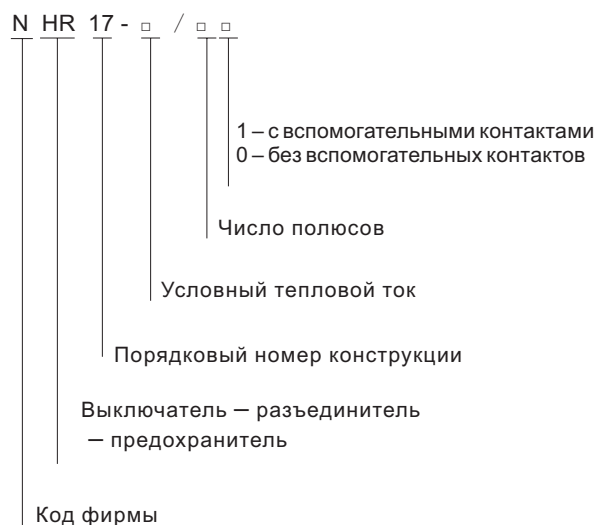 N HR 17 - □ / □ □
1 – с вспомогательными контактами
0 – без вспомогательных контактов
Число полюсов
Условный тепловой ток
Порядковый номер конструкции
Выключатель — разъединитель
— предохранитель
Код фирмы